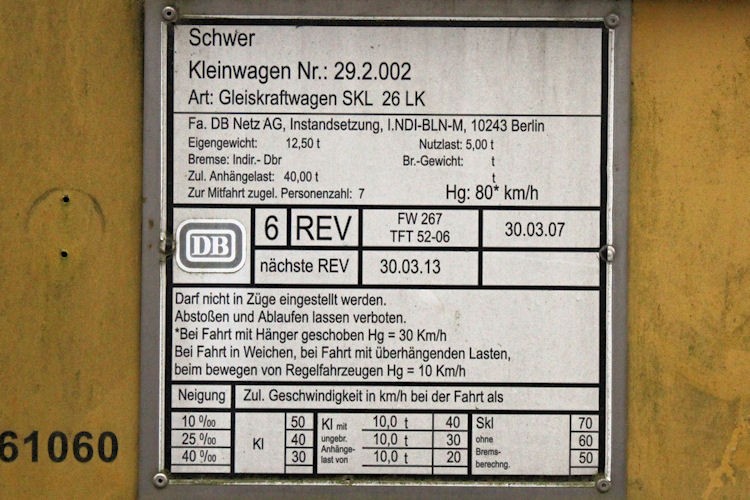 Schwer
Kleinwagen Nr.: 29.2.002
Art: Gleiskraftwagen SKL 26 LK
Fa. DB Netz AG, Instandsetzung, I.NDI-BLN-M, 10243 Berlin
Eigengewicht: 12,50 t Nutzlast: 5,00 t
Bremse: Indir.- Dbr Br.-Gewicht: t
Zul. Anhängelast: 40,00 t t
Zur Mitfahrt zugel. Personenzahl: 7 Hg: 80* km/h
DB 6 REV FW 267 30.03.07
TFT 52-06
nächste REV 30.03.13
Darf nicht in Züge eingestellt werden.
Abstoßen und Ablaufen lassen verboten.
*Bei Fahrt mit Hänger geschoben Hg = 30 Km/h
Bei Fahrt in Weichen, bei Fahrt mit überhängenden Lasten,
beim bewegen von Regelfahrzeugen Hg = 10 Km/h
Neigung Zul. Geschwindigkeit in km/h bei der Fahrt als
10 % 50 Kl mit 10,0 t 40 Skl 70
25 % Kl 40 ungebr. Anhänge- 10,0 t 30 ohne 60
40 % 30 last von 10,0 t 20 Brems- berechng. 50
61060